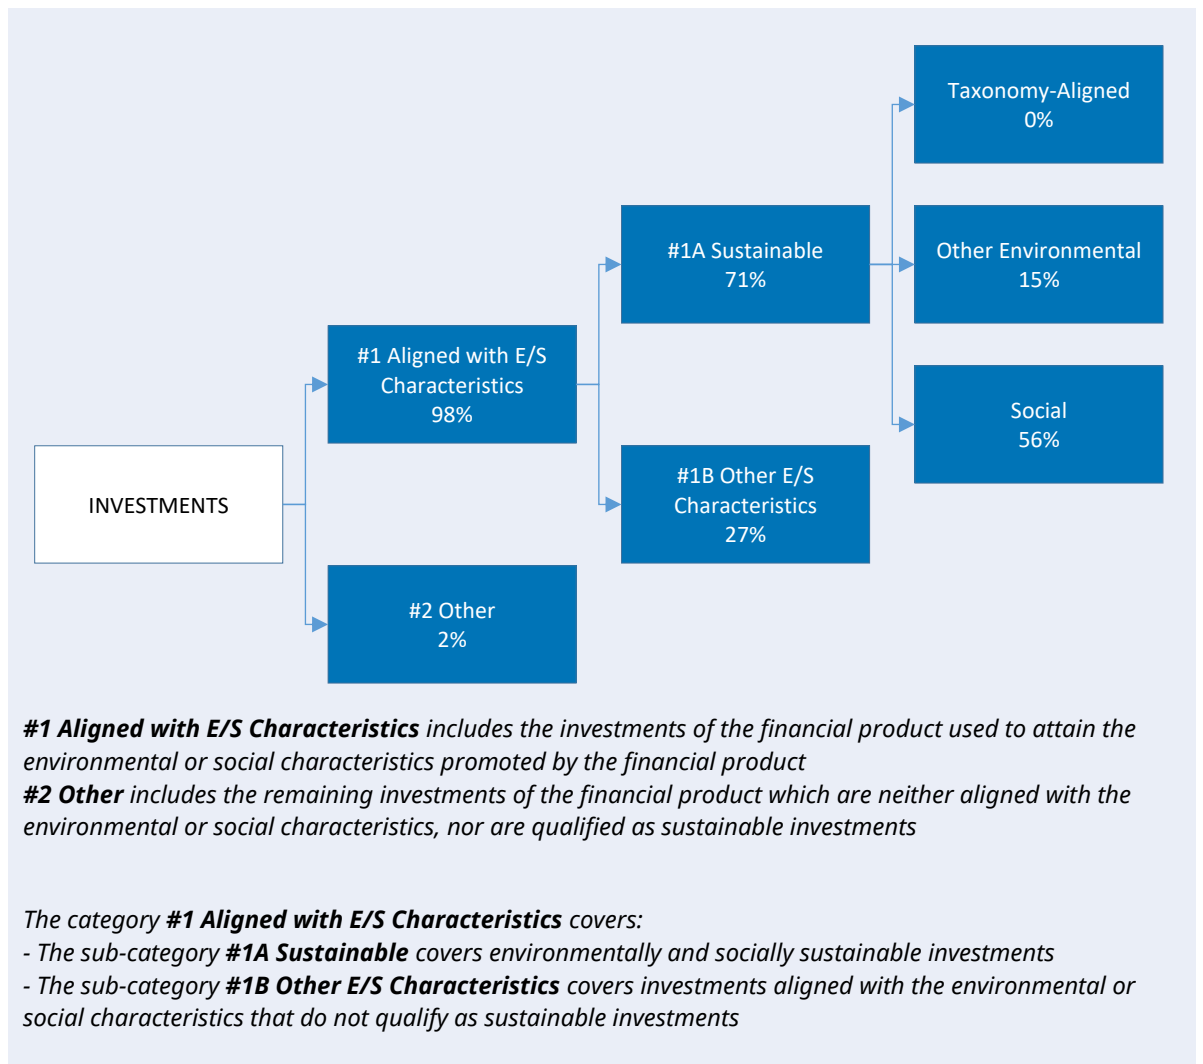 Taxonomy-Aligned
0%
#1A Sustainable
71%
Other Environmental
15%
#1 Aligned with E/S
Characteristics
98%
Social
56%
INVESTMENTS
#1B Other E/S
Characteristics
27%
#2 Other
2%
#1 Aligned with E/S Characteristics includes the investments of the financial product used to attain the
environmental or social characteristics promoted by the financial product
#2 Other includes the remaining investments of the financial product which are neither aligned with the
environmental or social characteristics, nor are qualified as sustainable investments
The category #1 Aligned with E/S Characteristics covers:
- The sub-category #1A Sustainable covers environmentally and socially sustainable investments
- The sub-category #1B Other E/S Characteristics covers investments aligned with the environmental or
social characteristics that do not qualify as sustainable investments